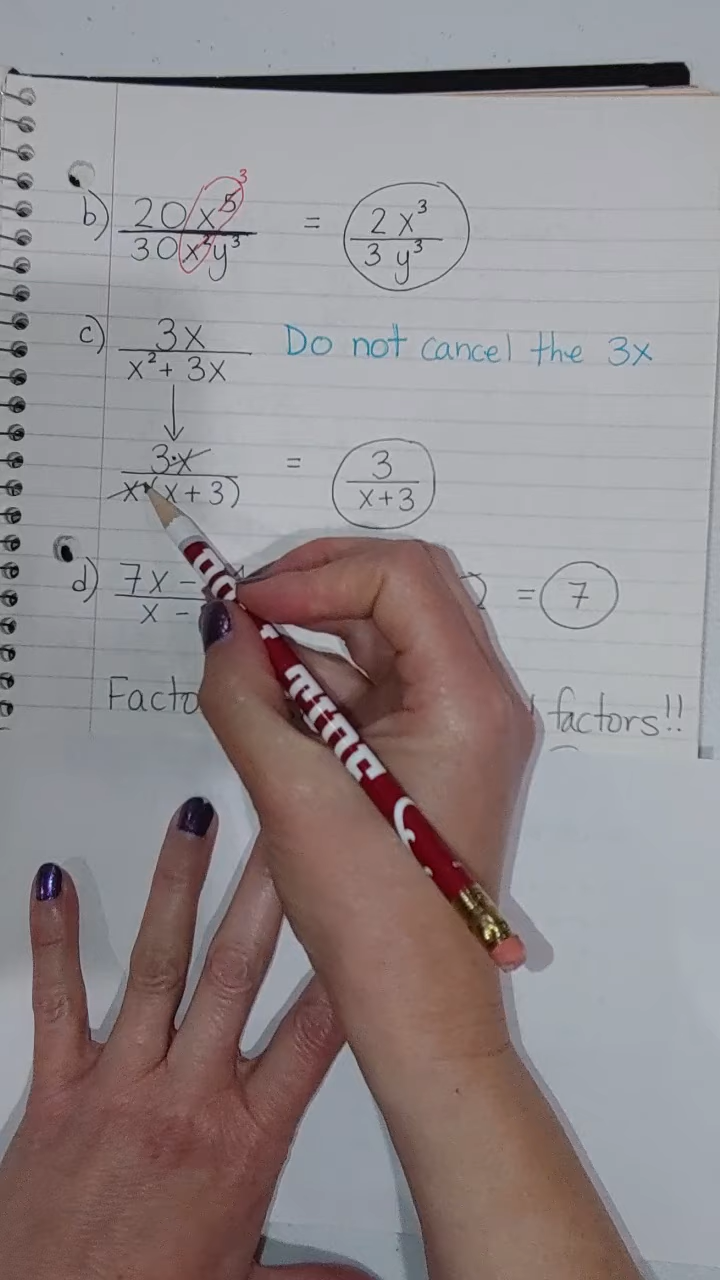 b) 20x⁵ / 30x²y³ = 2x³ / 3y³
3
c) 3x / x² + 3x Do not cancel the 3x
3·x / x·(x + 3) = 3 / x+3
d) 7x - / x - = 7
factors!!